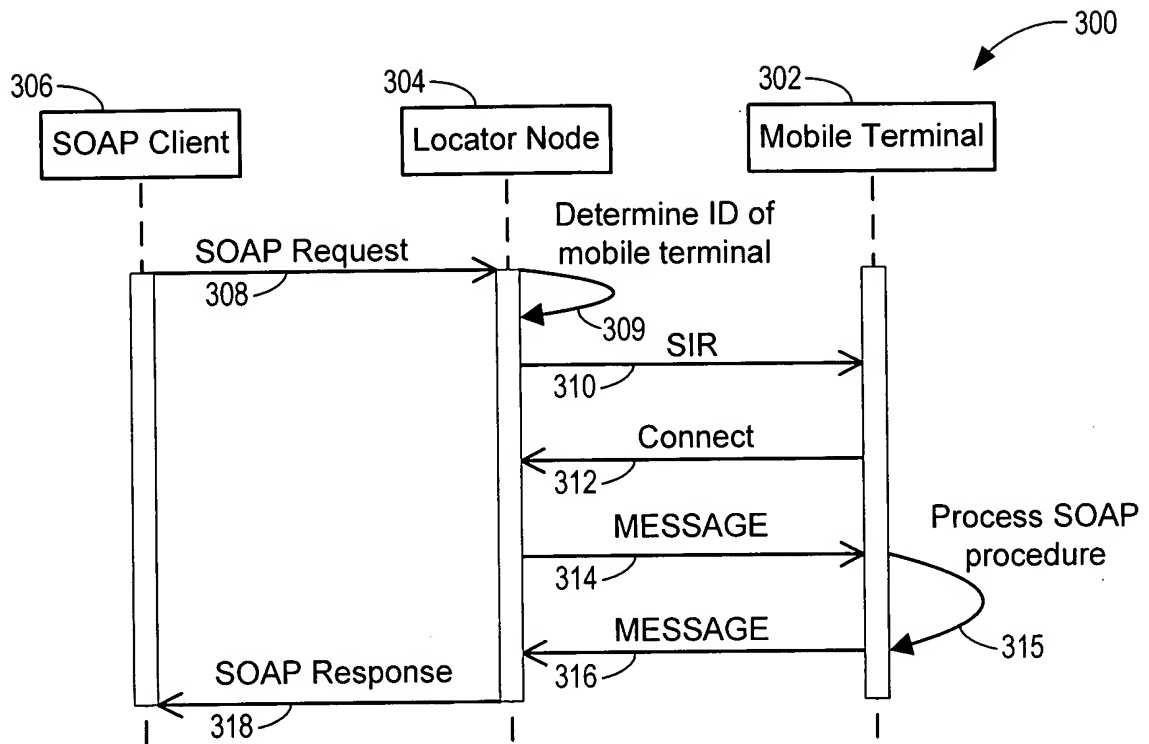 300
306
304
302
SOAP Client
Locator Node
Mobile Terminal
Determine ID of
mobile terminal
SOAP Request
308
309
SIR
310
Connect
312
MESSAGE
314
Process SOAP
procedure
315
MESSAGE
316
SOAP Response
318